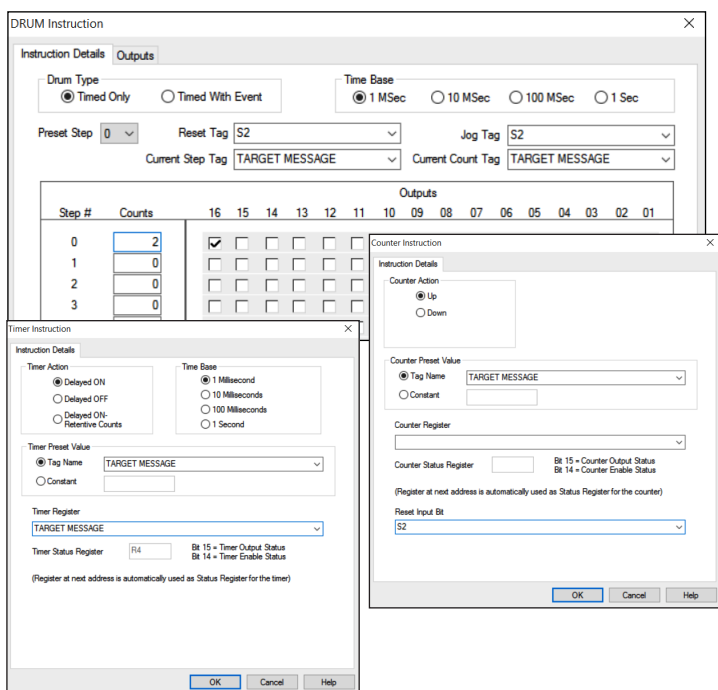 DRUM Instruction
Instruction Details Outputs
Drum Type
Timed Only Timed With Event
Time Base
1 MSec 10 MSec 100 MSec 1 Sec
Preset Step 0 Reset Tag S2 Jog Tag S2
Current Step Tag TARGET MESSAGE Current Count Tag TARGET MESSAGE
Outputs
Step # Counts 16 15 14 13 12 11 10 09 08 07 06 05 04 03 02 01
0 2
1 0
2 0
3 0
Counter Instruction
Instruction Details
Counter Action
Up
Down
Counter Preset Value
Tag Name TARGET MESSAGE
Constant
Counter Register
Counter Status Register Bit 15 = Counter Output Status
Bit 14 = Counter Enable Status
(Register at next address is automatically used as Status Register for the counter)
Reset Input Bit
S2
OK Cancel Help
Timer Instruction
Instruction Details
Timer Action
Delayed ON
Delayed OFF
Delayed ON-
Retentive Counts
Time Base
1 Millisecond
10 Milliseconds
100 Milliseconds
1 Second
Timer Preset Value
Tag Name TARGET MESSAGE
Constant
Timer Register
TARGET MESSAGE
Timer Status Register R4 Bit 15 = Timer Output Status
Bit 14 = Timer Enable Status
(Register at next address is automatically used as Status Register for the timer)
OK Cancel Help